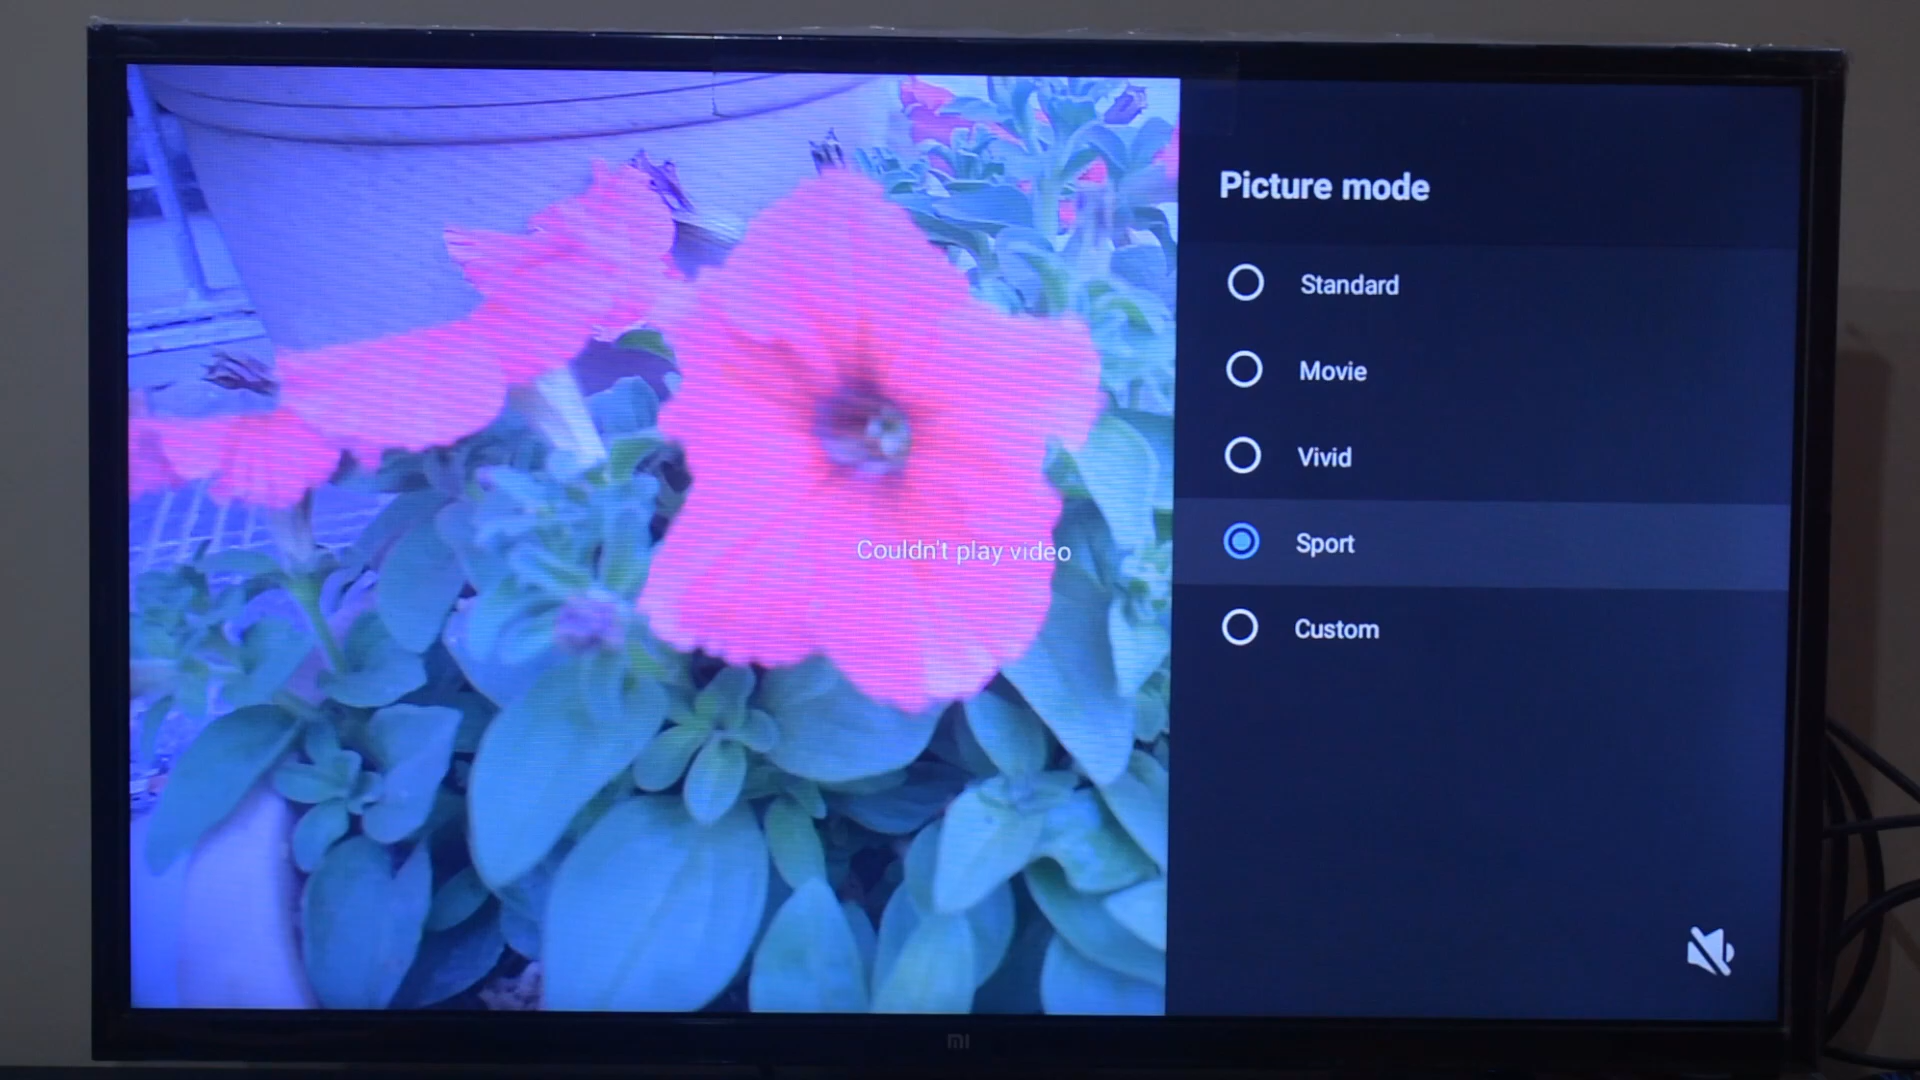 Picture mode
Standard
Movie
Vivid
Sport
Couldn't play video
Custom
mi